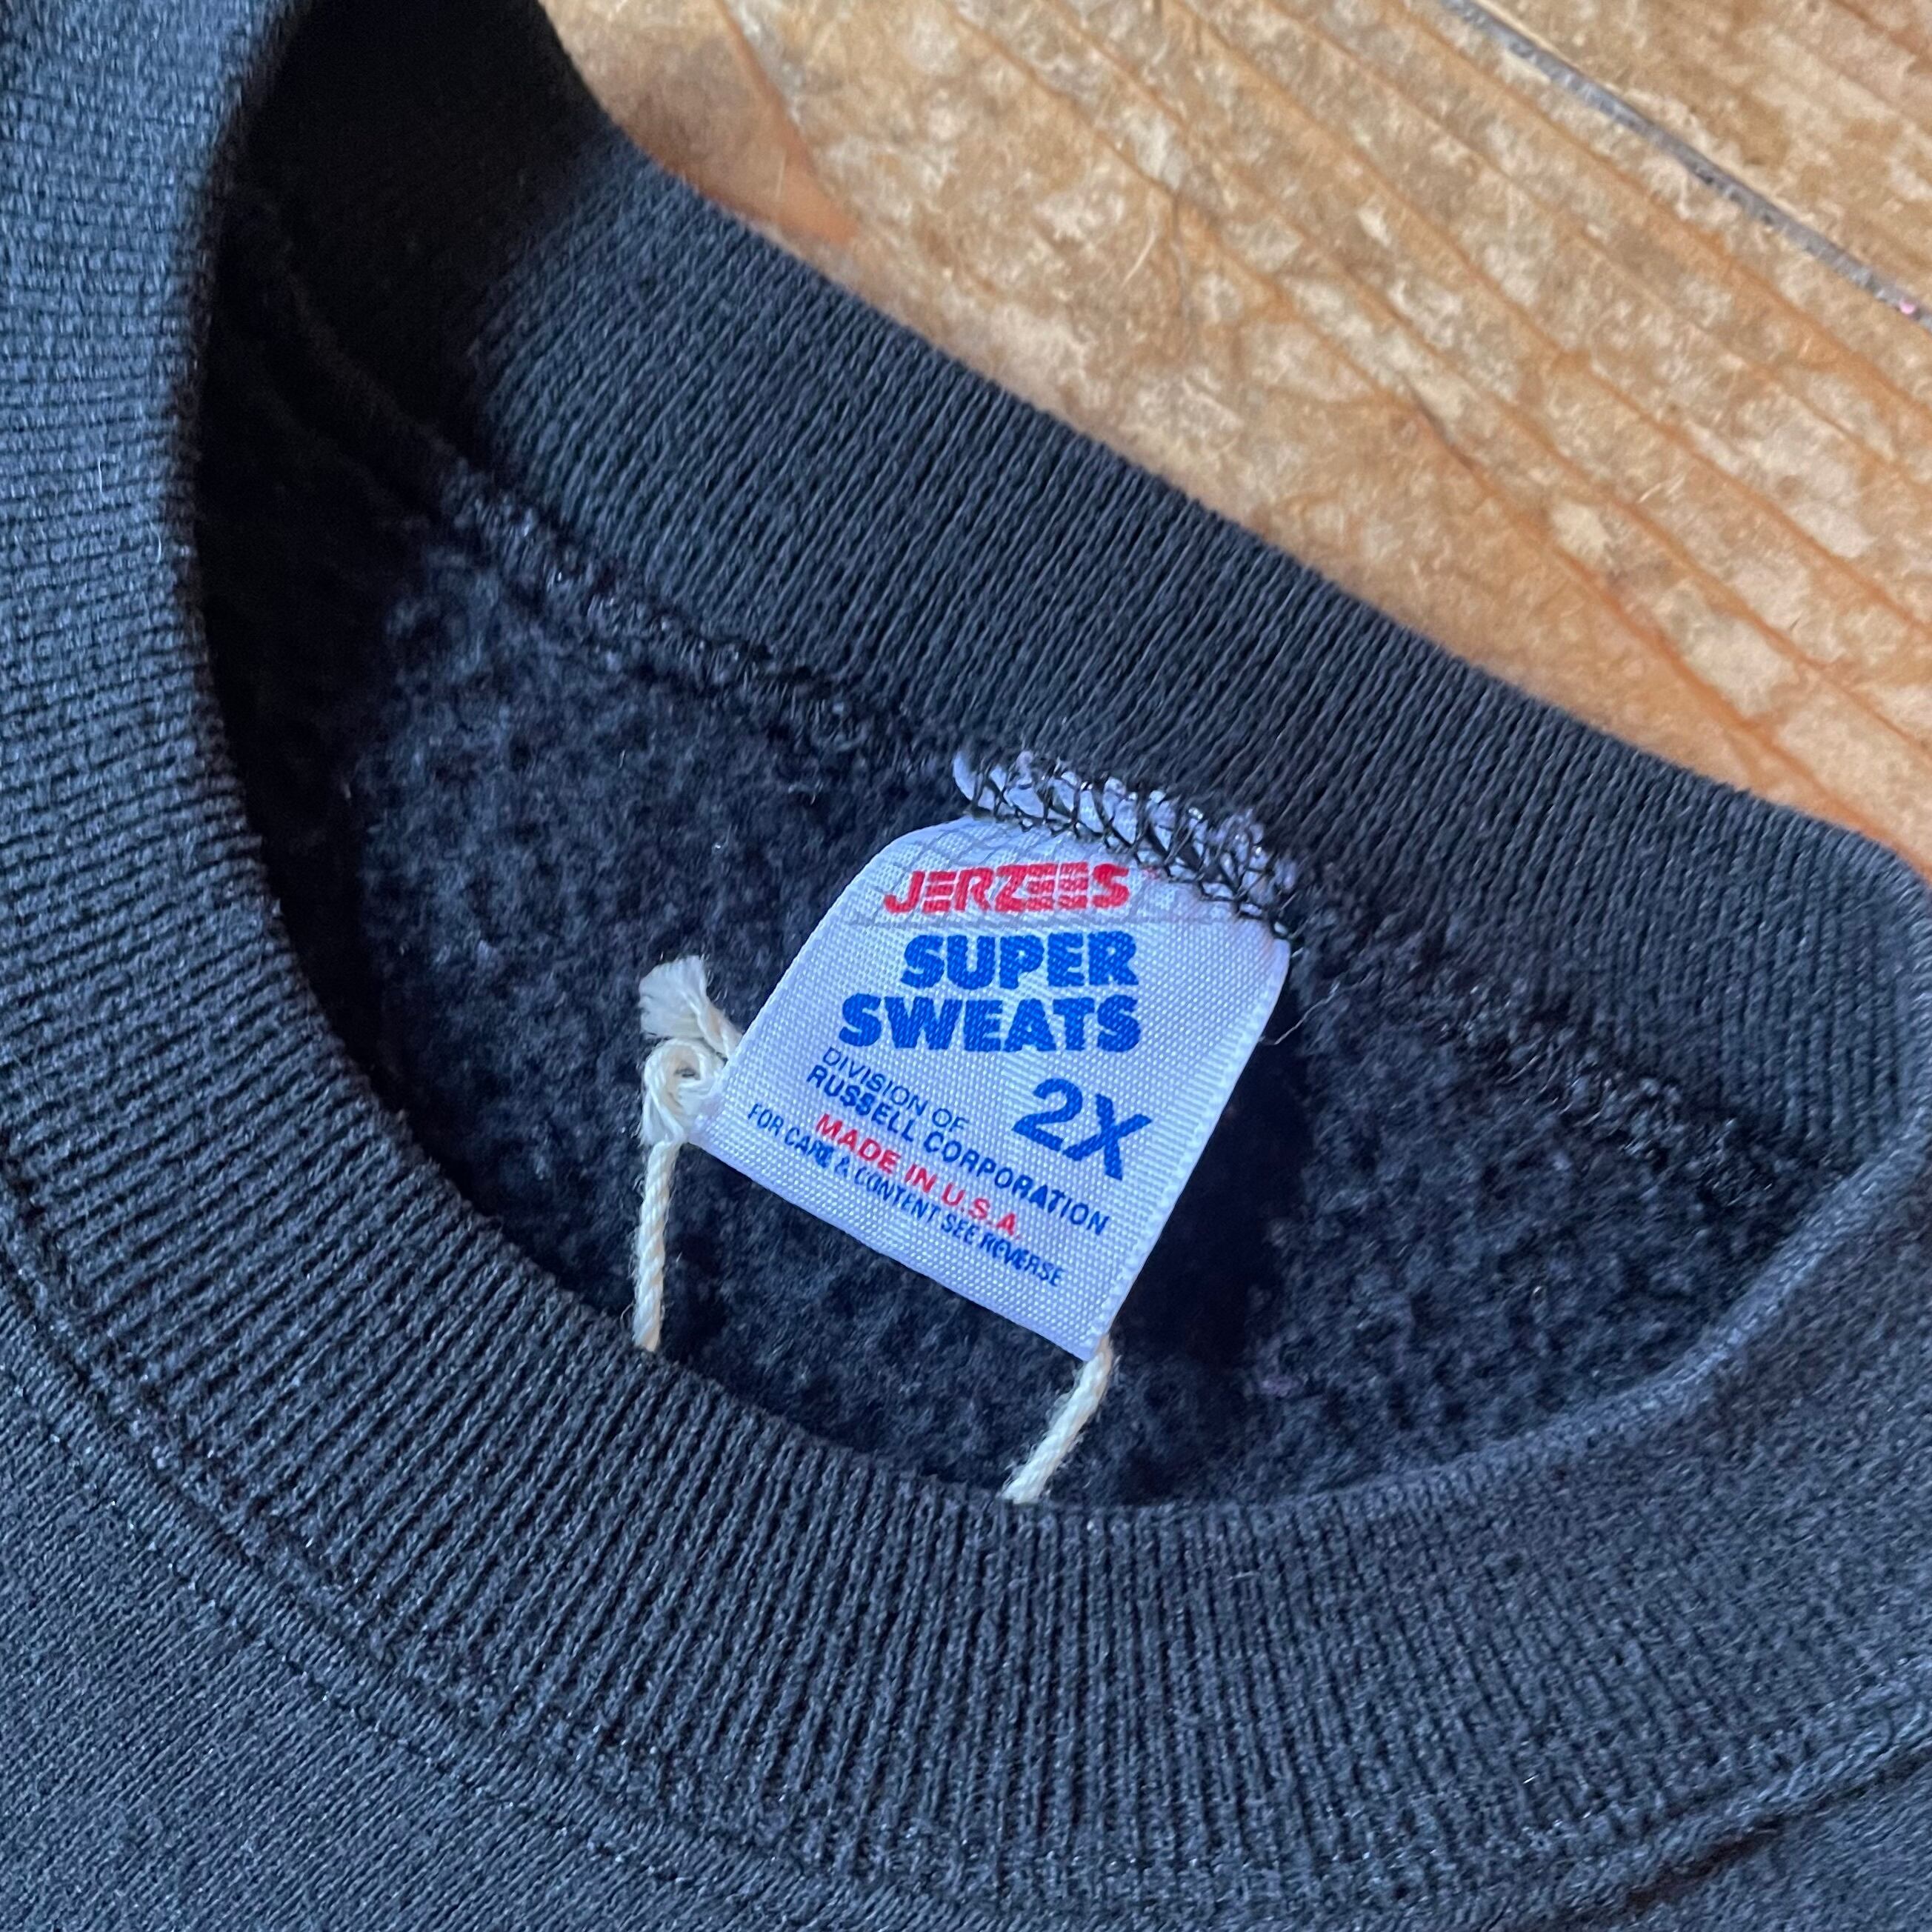 JERZEES
SUPER
SWEATS
DIVISION OF
RUSSELL CORPORATION
2X
MADE IN U.S.A.
FOR CARE & CONTENT SEE REVERSE